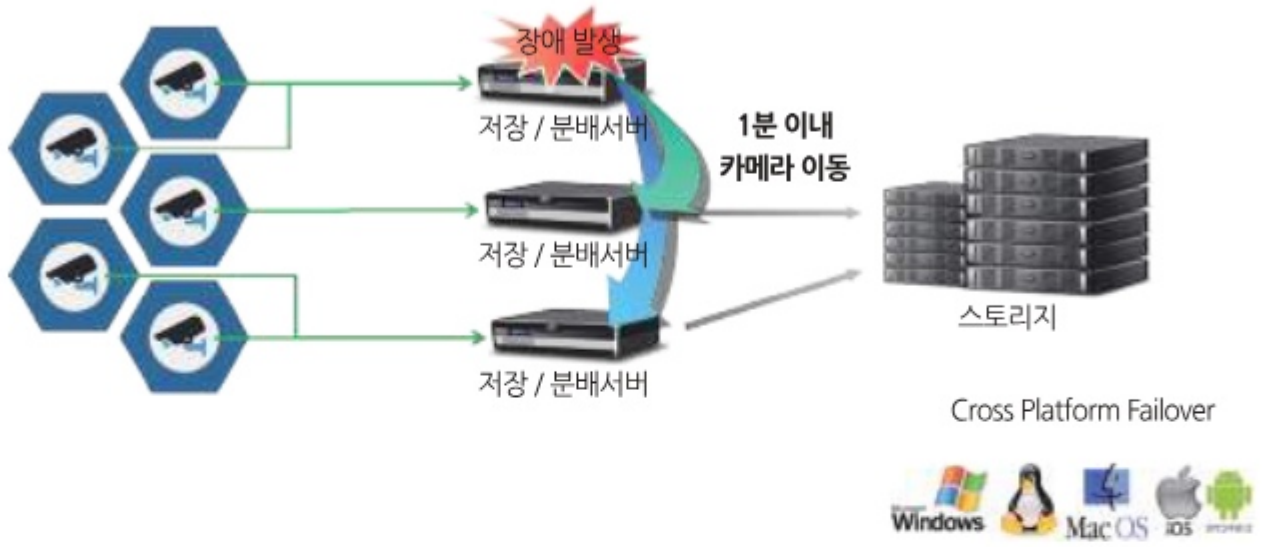 장애 발생
저장 / 분배서버
1분 이내
카메라 이동
저장 / 분배서버
스토리지
저장 / 분배서버
Cross Platform Failover
Windows
Mac OS
iOS